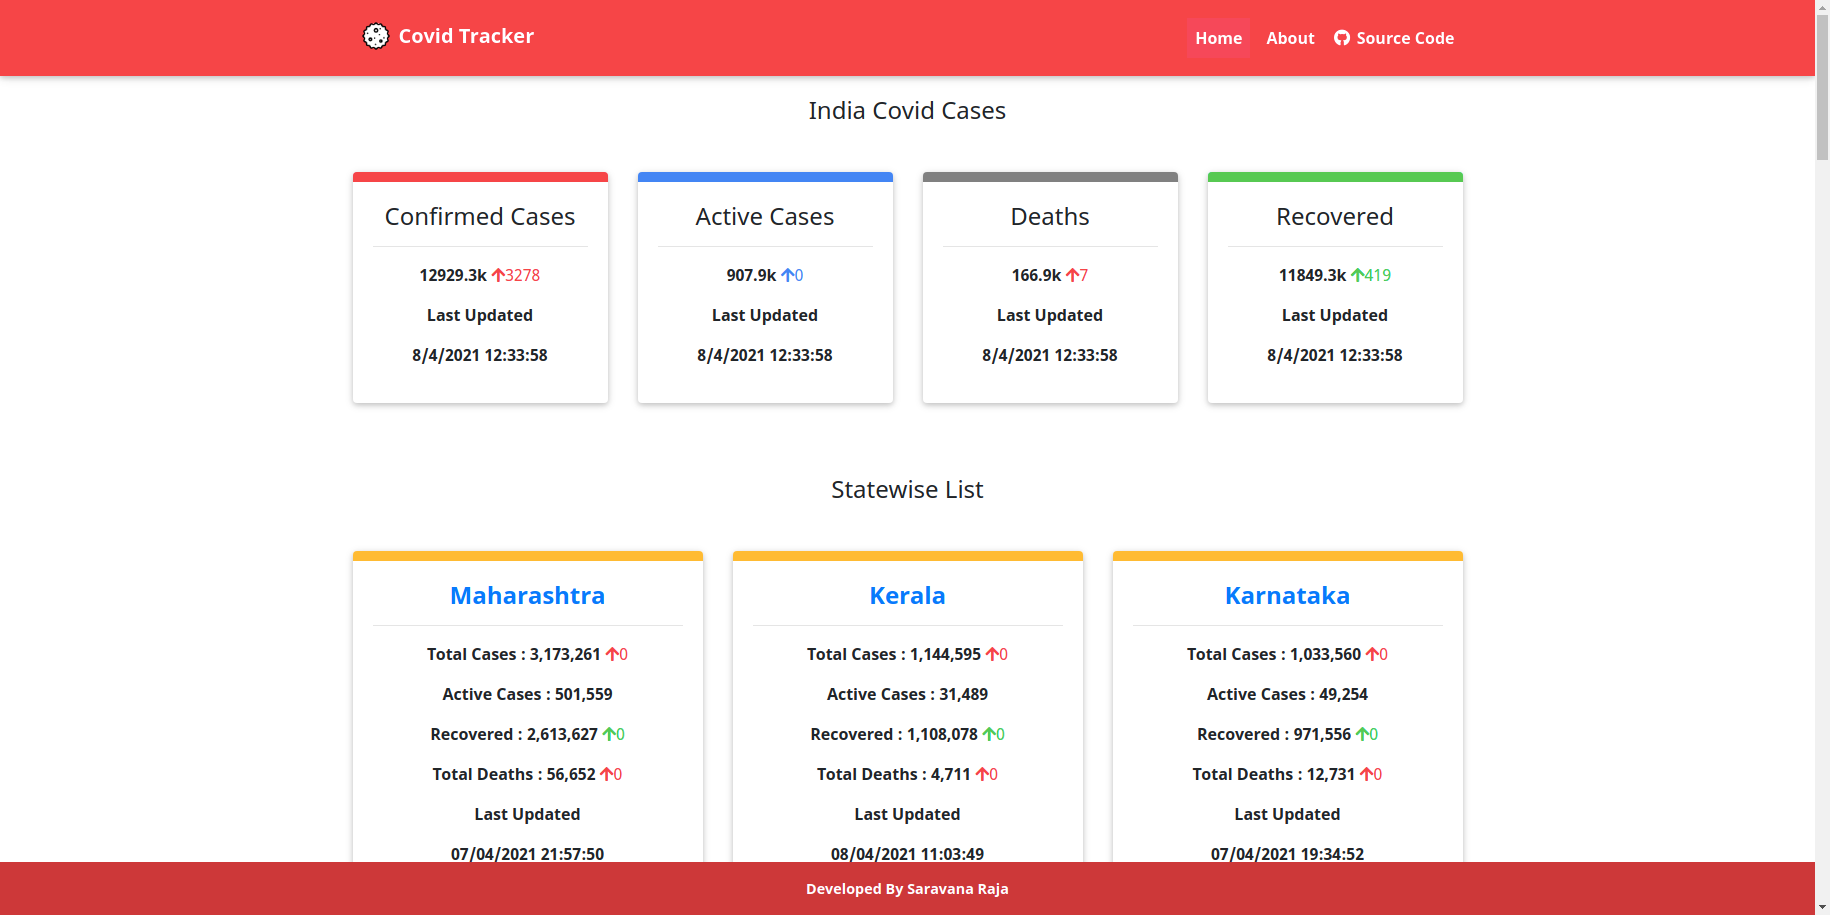 Covid Tracker
Home About Source Code
India Covid Cases
Confirmed Cases
12929.3k 3278
Last Updated
8/4/2021 12:33:58
Active Cases
907.9k 0
Last Updated
8/4/2021 12:33:58
Deaths
166.9k 7
Last Updated
8/4/2021 12:33:58
Recovered
11849.3k 419
Last Updated
8/4/2021 12:33:58
Statewise List
Maharashtra
Total Cases : 3,173,261 0
Active Cases : 501,559
Recovered : 2,613,627 0
Total Deaths : 56,652 0
Last Updated
07/04/2021 21:57:50
Kerala
Total Cases : 1,144,595 0
Active Cases : 31,489
Recovered : 1,108,078 0
Total Deaths : 4,711 0
Last Updated
08/04/2021 11:03:49
Karnataka
Total Cases : 1,033,560 0
Active Cases : 49,254
Recovered : 971,556 0
Total Deaths : 12,731 0
Last Updated
07/04/2021 19:34:52
Developed By Saravana Raja